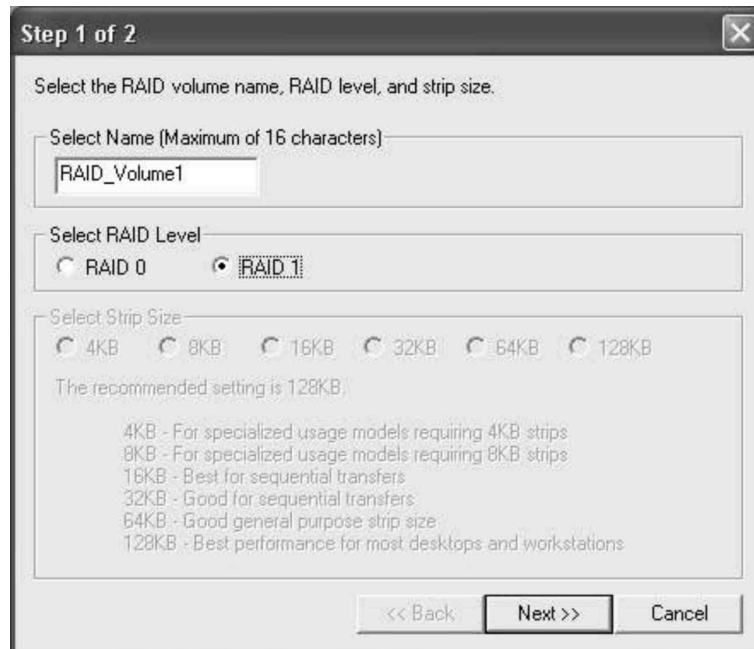 Step 1 of 2
Select the RAID volume name, RAID level, and strip size.
Select Name (Maximum of 16 characters)
RAID_Volume1
Select RAID Level
RAID 0 RAID 1
Select Strip Size
4KB 8KB 16KB 32KB 64KB 128KB
The recommended setting is 128KB.
4KB - For specialized usage models requiring 4KB strips
8KB - For specialized usage models requiring 8KB strips
16KB - Best for sequential transfers
32KB - Good for sequential transfers
64KB - Good general purpose strip size
128KB - Best performance for most desktops and workstations
<< Back Next >> Cancel